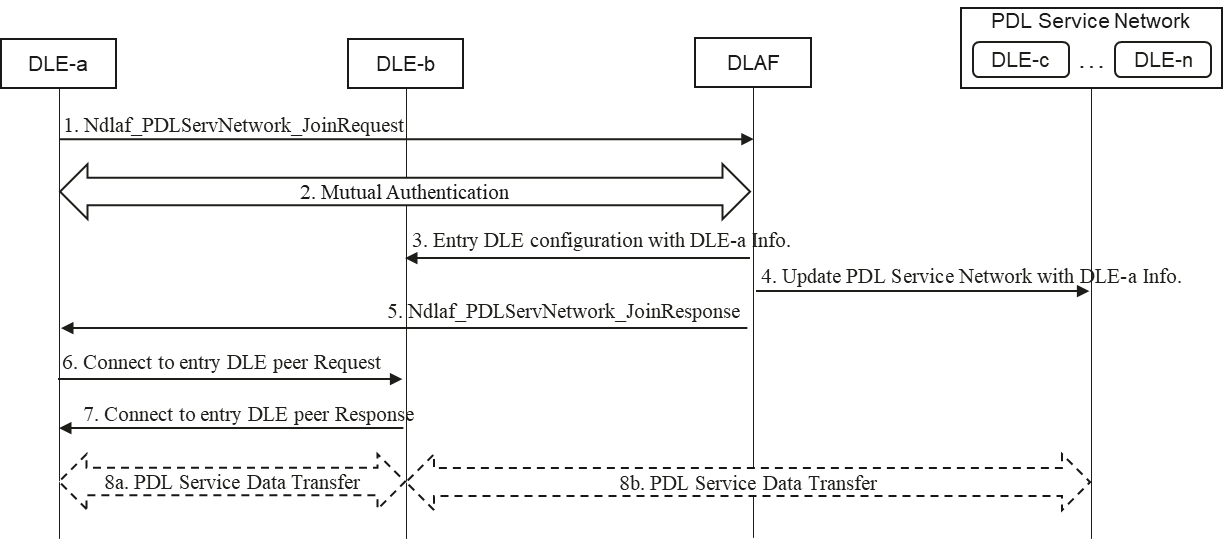 PDL Service Network
DLE-a
DLE-b
DLAF
DLE-c ... DLE-n
1. Ndlaf_PDLServNetwork_JoinRequest
2. Mutual Authentication
3. Entry DLE configuration with DLE-a Info.
4. Update PDL Service Network with DLE-a Info.
5. Ndlaf_PDLServNetwork_JoinResponse
6. Connect to entry DLE peer Request
7. Connect to entry DLE peer Response
8a. PDL Service Data Transfer
8b. PDL Service Data Transfer